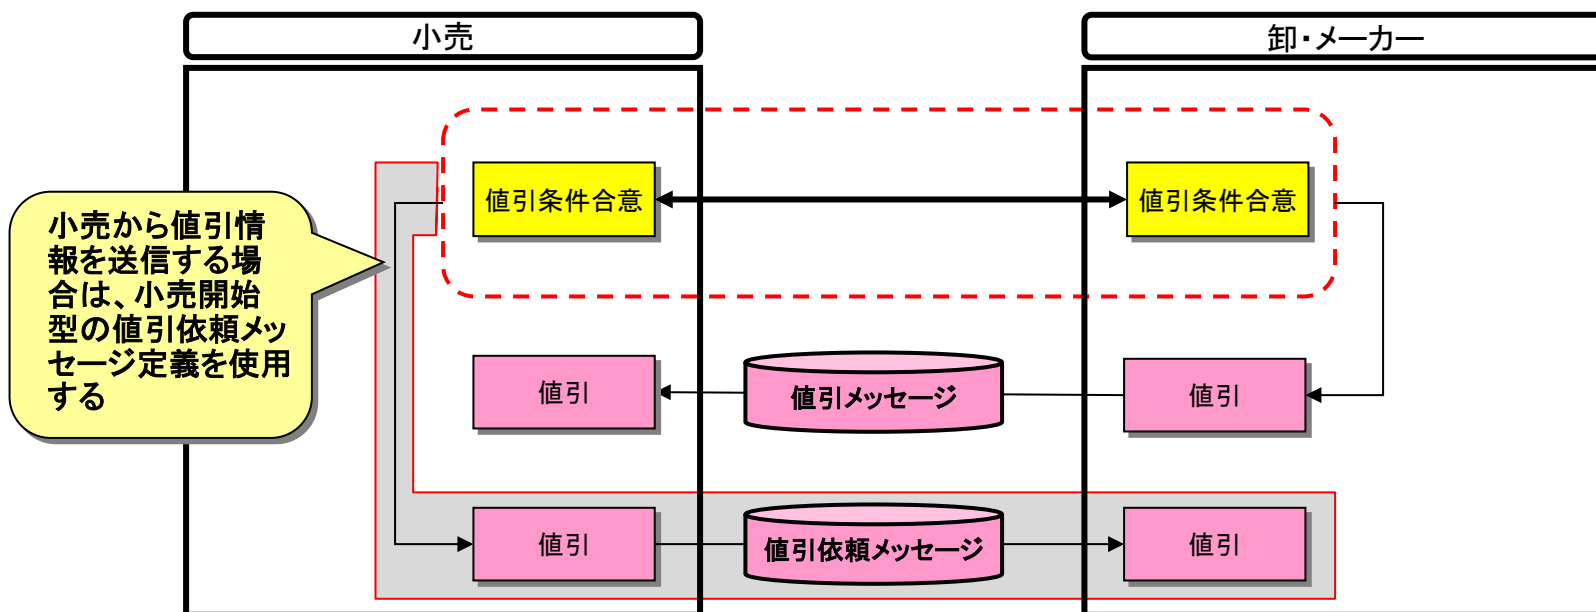 小売
卸・メーカー
値引条件合意
値引条件合意
小売から値引情
報を送信する場
合は、小売開始
型の値引依頼メッ
セージ定義を使用
する
値引
値引メッセージ
値引
値引
値引依頼メッセージ
値引